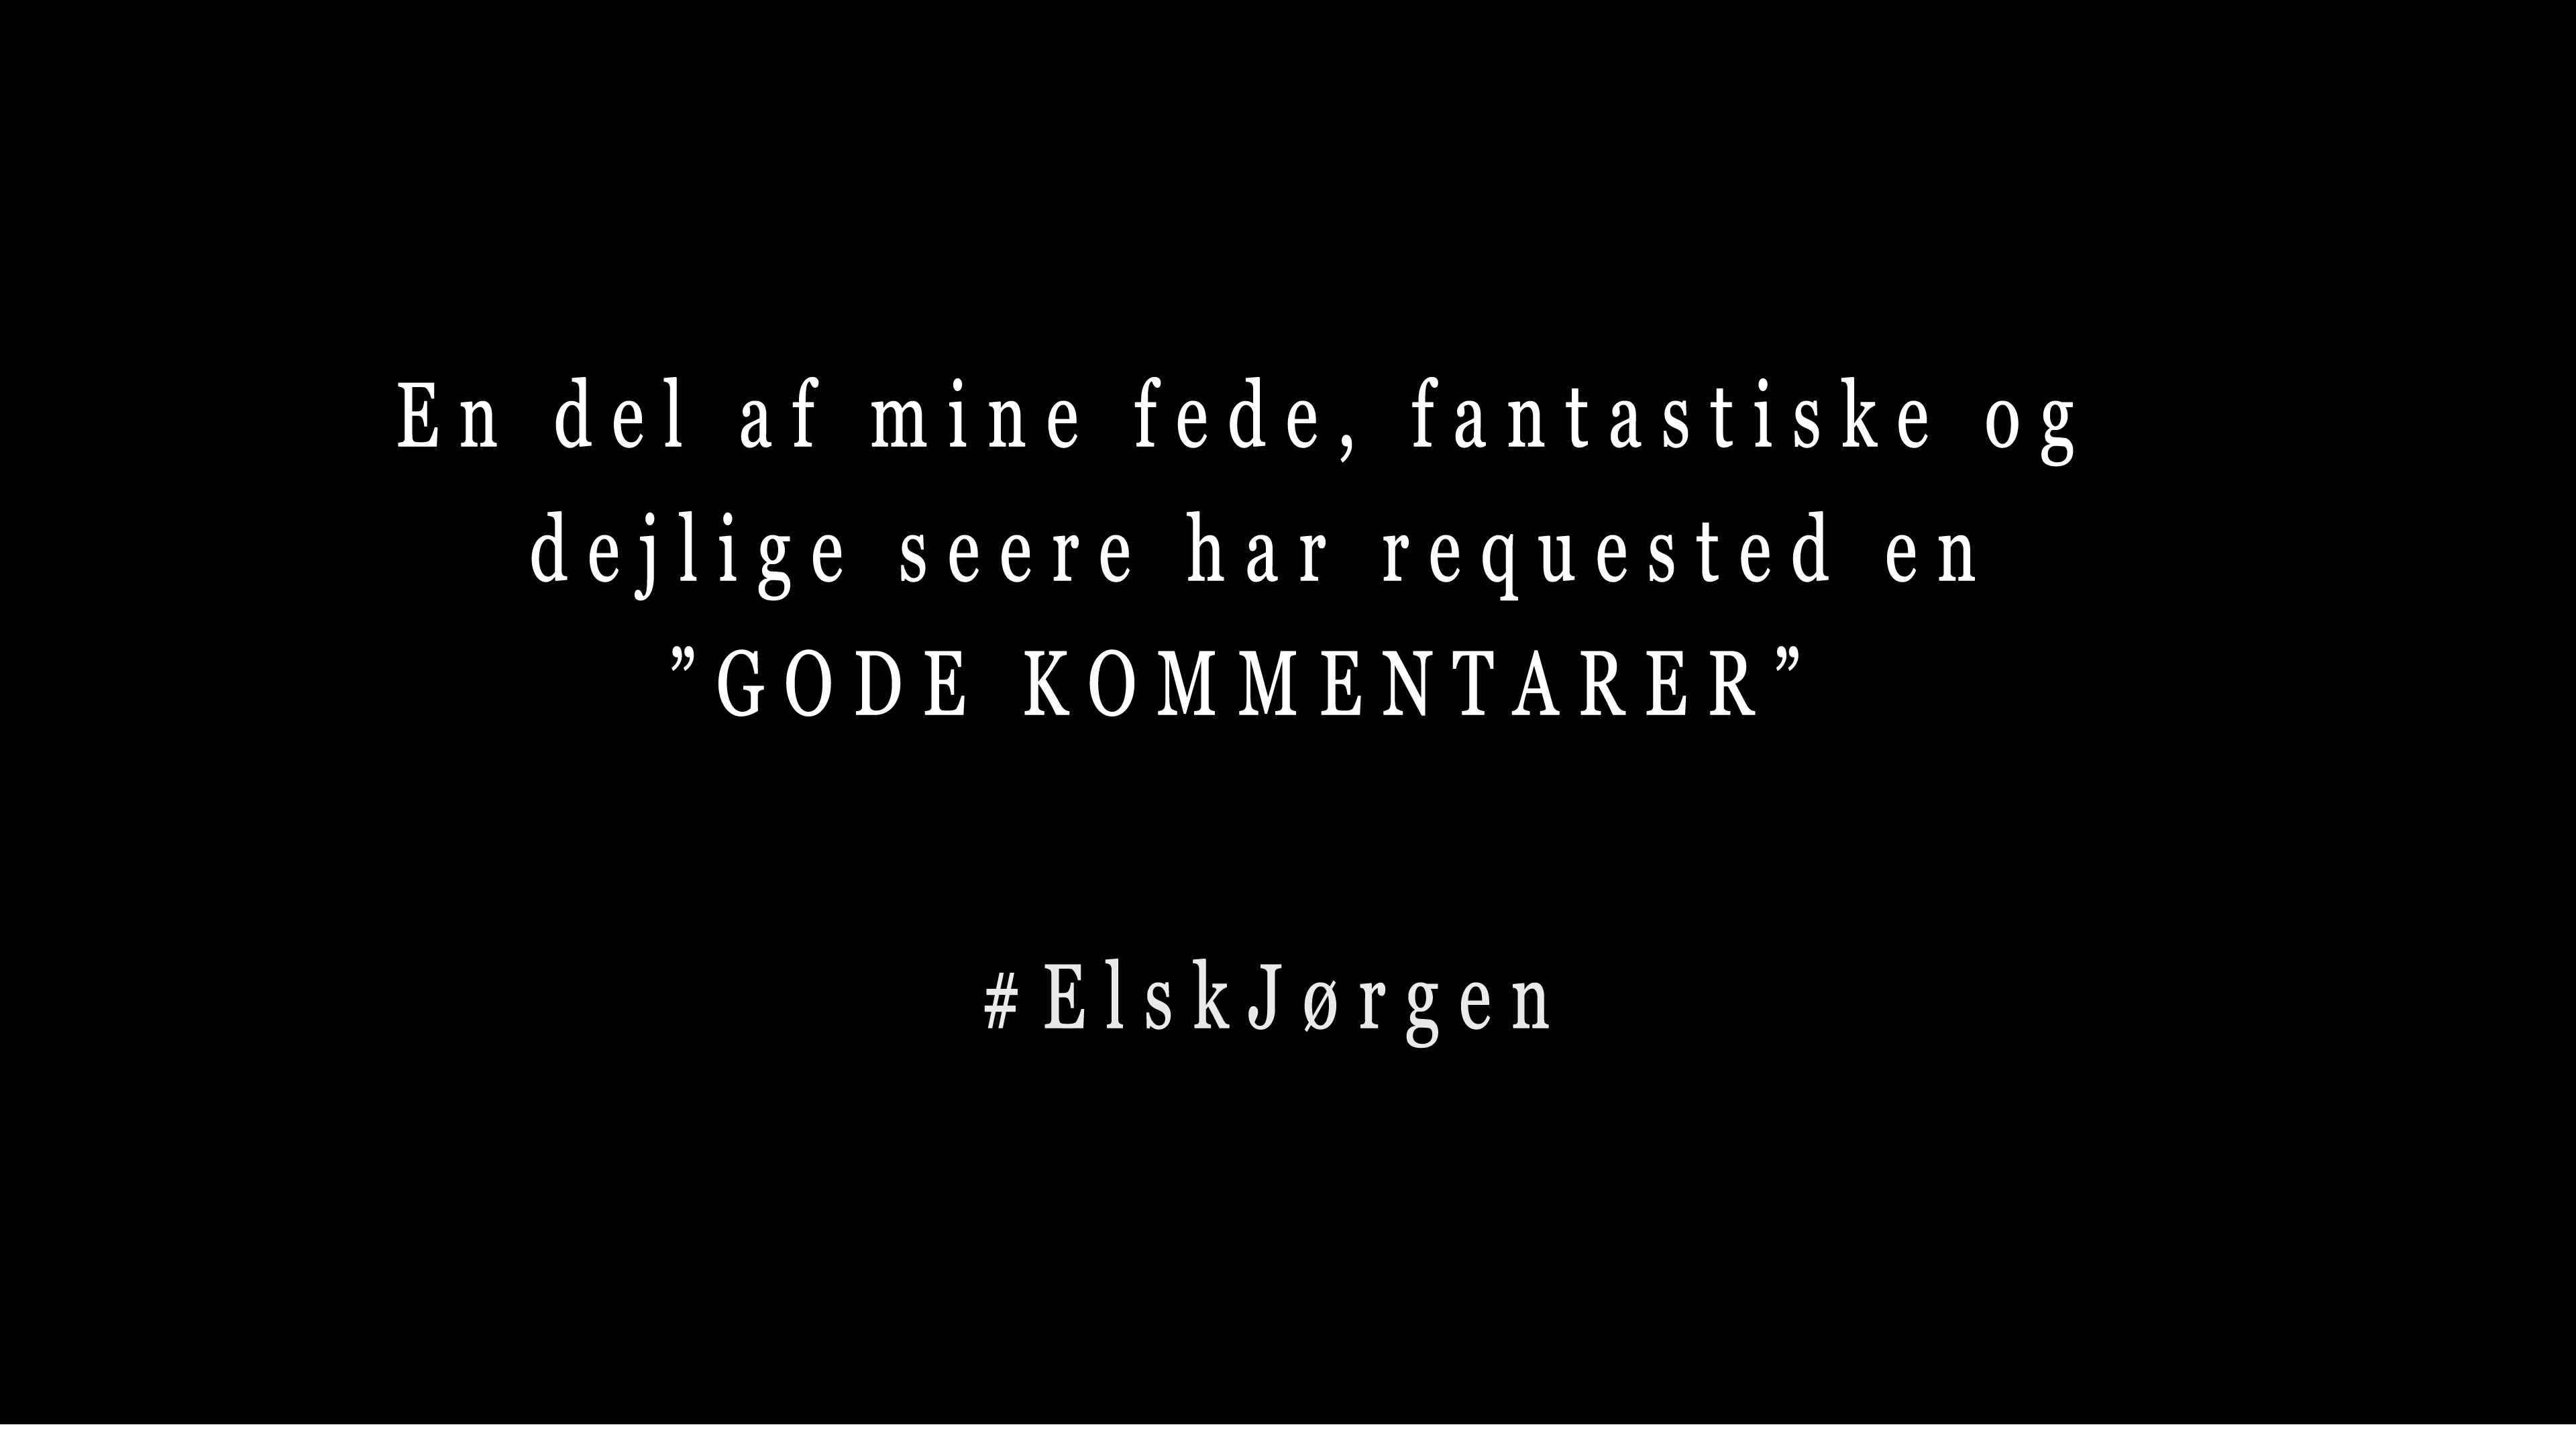 En del af mine fede, fantastiske og
dejlige seere har requested en
”GODE KOMMENTARER”
#ElskJørgen